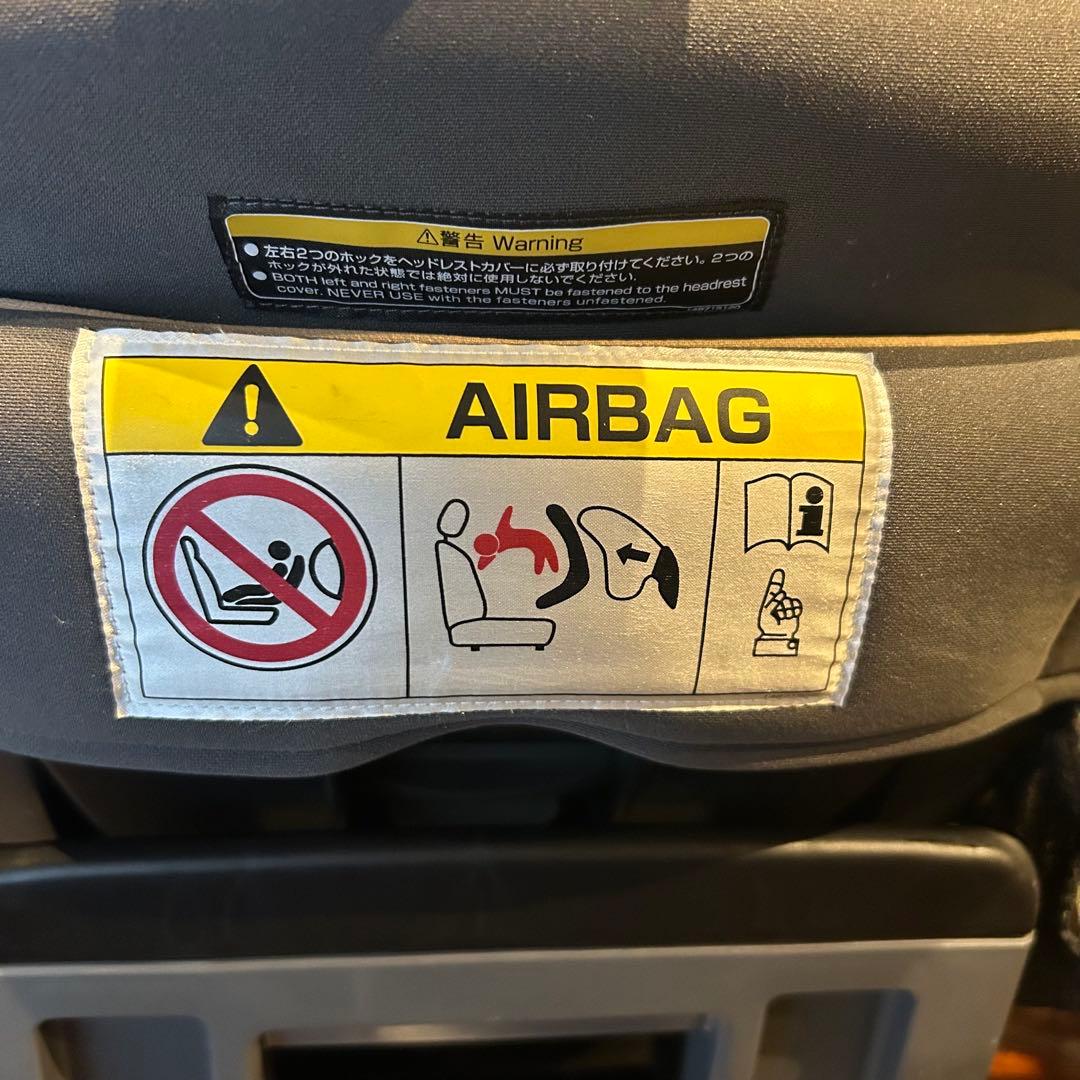 ⚠警告 Warning
●左右2つのホックをヘッドレストカバーに必ず取り付けてください。2つの
ホックが外れた状態では絶対に使用しないでください。
●BOTH left and right fasteners MUST be fastened to the headrest
cover. NEVER USE with the fasteners unfastened.
AIRBAG